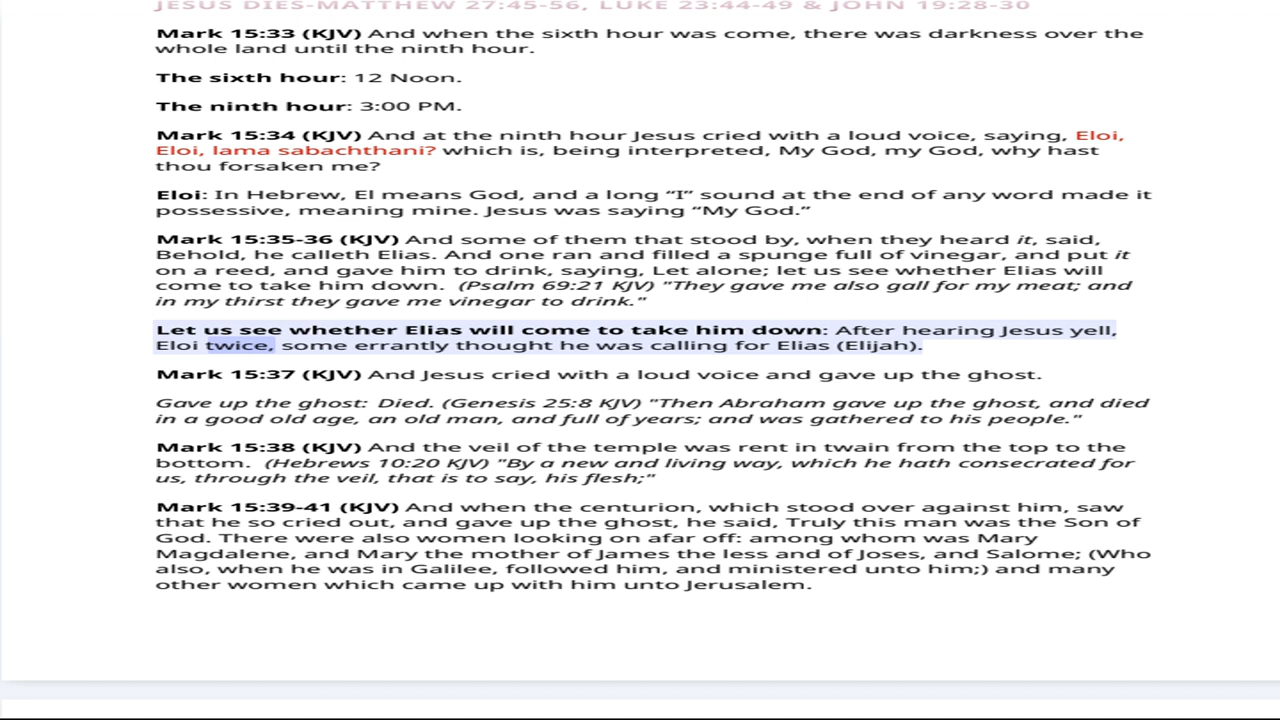 JESUS DIES-MATTHEW 27:45-56, LUKE 23:44-49 & JOHN 19:28-30
Mark 15:33 (KJV) And when the sixth hour was come, there was darkness over the
whole land until the ninth hour.
The sixth hour: 12 Noon.
The ninth hour: 3:00 PM.
Mark 15:34 (KJV) And at the ninth hour Jesus cried with a loud voice, saying, Eloi,
Eloi, lama sabachthani? which is, being interpreted, My God, my God, why hast
thou forsaken me?
Eloi: In Hebrew, El means God, and a long “I” sound at the end of any word made it
possessive, meaning mine. Jesus was saying “My God.”
Mark 15:35-36 (KJV) And some of them that stood by, when they heard it, said,
Behold, he calleth Elias. And one ran and filled a spunge full of vinegar, and put it
on a reed, and gave him to drink, saying, Let alone; let us see whether Elias will
come to take him down. (Psalm 69:21 KJV) "They gave me also gall for my meat; and
in my thirst they gave me vinegar to drink."
Let us see whether Elias will come to take him down: After hearing Jesus yell,
Eloi twice, some errantly thought he was calling for Elias (Elijah).
Mark 15:37 (KJV) And Jesus cried with a loud voice and gave up the ghost.
Gave up the ghost: Died. (Genesis 25:8 KJV) "Then Abraham gave up the ghost, and died
in a good old age, an old man, and full of years; and was gathered to his people."
Mark 15:38 (KJV) And the veil of the temple was rent in twain from the top to the
bottom. (Hebrews 10:20 KJV) "By a new and living way, which he hath consecrated for
us, through the veil, that is to say, his flesh;"
Mark 15:39-41 (KJV) And when the centurion, which stood over against him, saw
that he so cried out, and gave up the ghost, he said, Truly this man was the Son of
God. There were also women looking on afar off: among whom was Mary
Magdalene, and Mary the mother of James the less and of Joses, and Salome; (Who
also, when he was in Galilee, followed him, and ministered unto him;) and many
other women which came up with him unto Jerusalem.